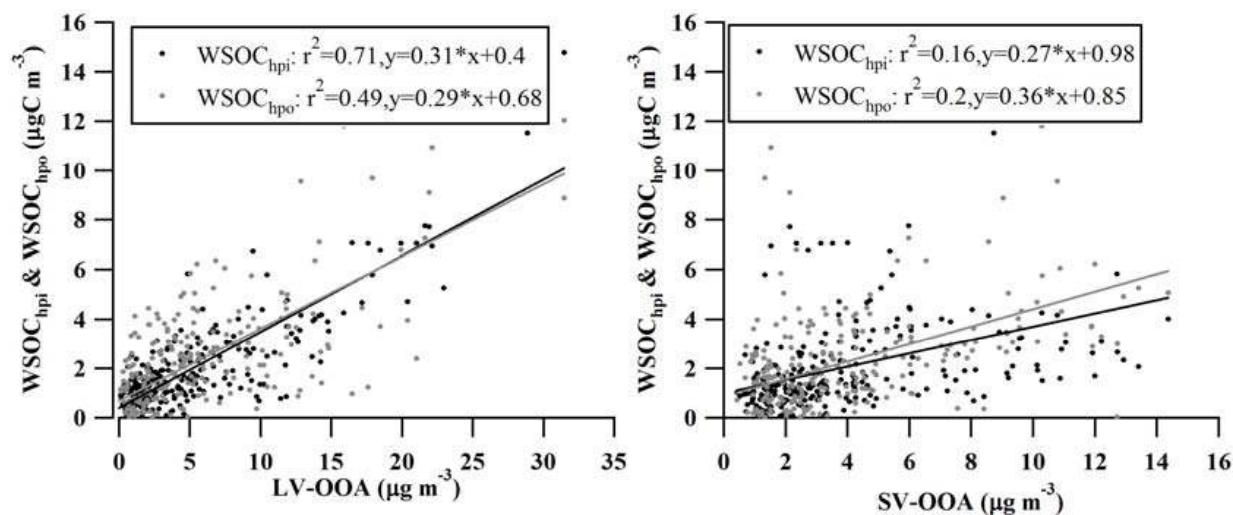 WSOC_hpi: r²=0.71,y=0.31*x+0.4
WSOC_hpo: r²=0.49,y=0.29*x+0.68
WSOC_hpi & WSOC_hpo (µgC m⁻³)
16
14
12
10
8
6
4
2
0
0 5 10 15 20 25 30 35
LV-OOA (µg m⁻³)
WSOC_hpi: r²=0.16,y=0.27*x+0.98
WSOC_hpo: r²=0.2,y=0.36*x+0.85
WSOC_hpi & WSOC_hpo (µgC m⁻³)
16
14
12
10
8
6
4
2
0
0 2 4 6 8 10 12 14 16
SV-OOA (µg m⁻³)